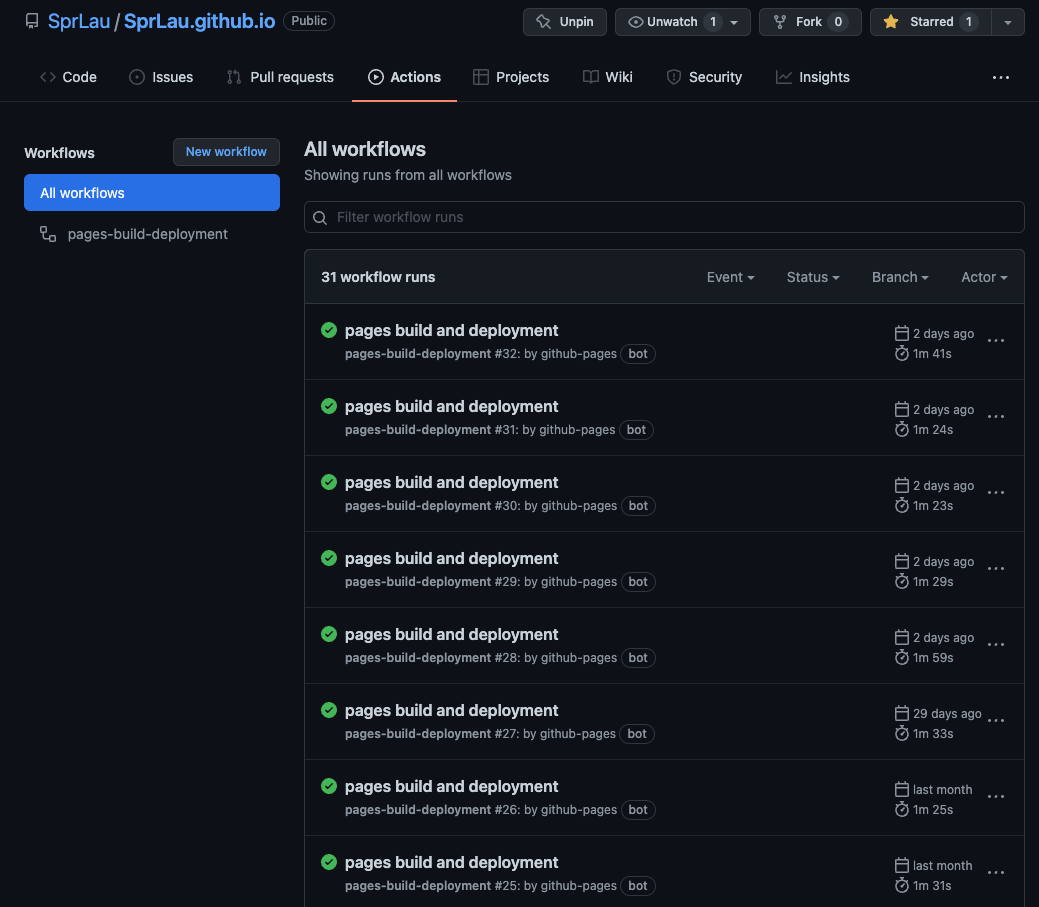 SprLau / SprLau.github.io Public
Unpin Unwatch 1 Fork 0 Starred 1
Code Issues Pull requests Actions Projects Wiki Security Insights
Workflows New workflow
All workflows
pages-build-deployment
All workflows
Showing runs from all workflows
Filter workflow runs
31 workflow runs Event Status Branch Actor
pages build and deployment 2 days ago
pages-build-deployment #32: by github-pages bot 1m 41s
pages build and deployment 2 days ago
pages-build-deployment #31: by github-pages bot 1m 24s
pages build and deployment 2 days ago
pages-build-deployment #30: by github-pages bot 1m 23s
pages build and deployment 2 days ago
pages-build-deployment #29: by github-pages bot 1m 29s
pages build and deployment 2 days ago
pages-build-deployment #28: by github-pages bot 1m 59s
pages build and deployment 29 days ago
pages-build-deployment #27: by github-pages bot 1m 33s
pages build and deployment last month
pages-build-deployment #26: by github-pages bot 1m 25s
pages build and deployment last month
pages-build-deployment #25: by github-pages bot 1m 31s